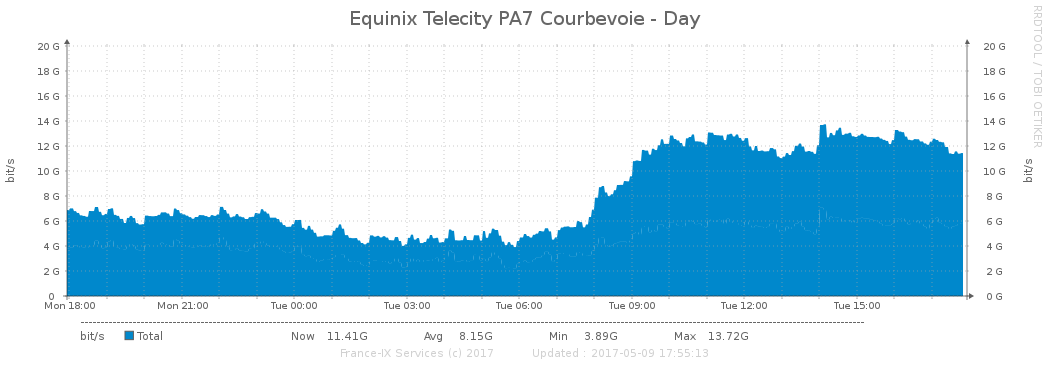 Equinix Telecity PA7 Courbevoie - Day
RRDTOOL / TOBI OETIKER
bit/s
20 G 20 G
18 G 18 G
16 G 16 G
14 G 14 G
12 G 12 G
10 G 10 G
8 G 8 G
6 G 6 G
4 G 4 G
2 G 2 G
0 0 G
bit/s
Mon 18:00 Mon 21:00 Tue 00:00 Tue 03:00 Tue 06:00 Tue 09:00 Tue 12:00 Tue 15:00
bit/s Total Now 11.41G Avg 8.15G Min 3.89G Max 13.72G
France-IX Services (c) 2017 Updated : 2017-05-09 17:55:13